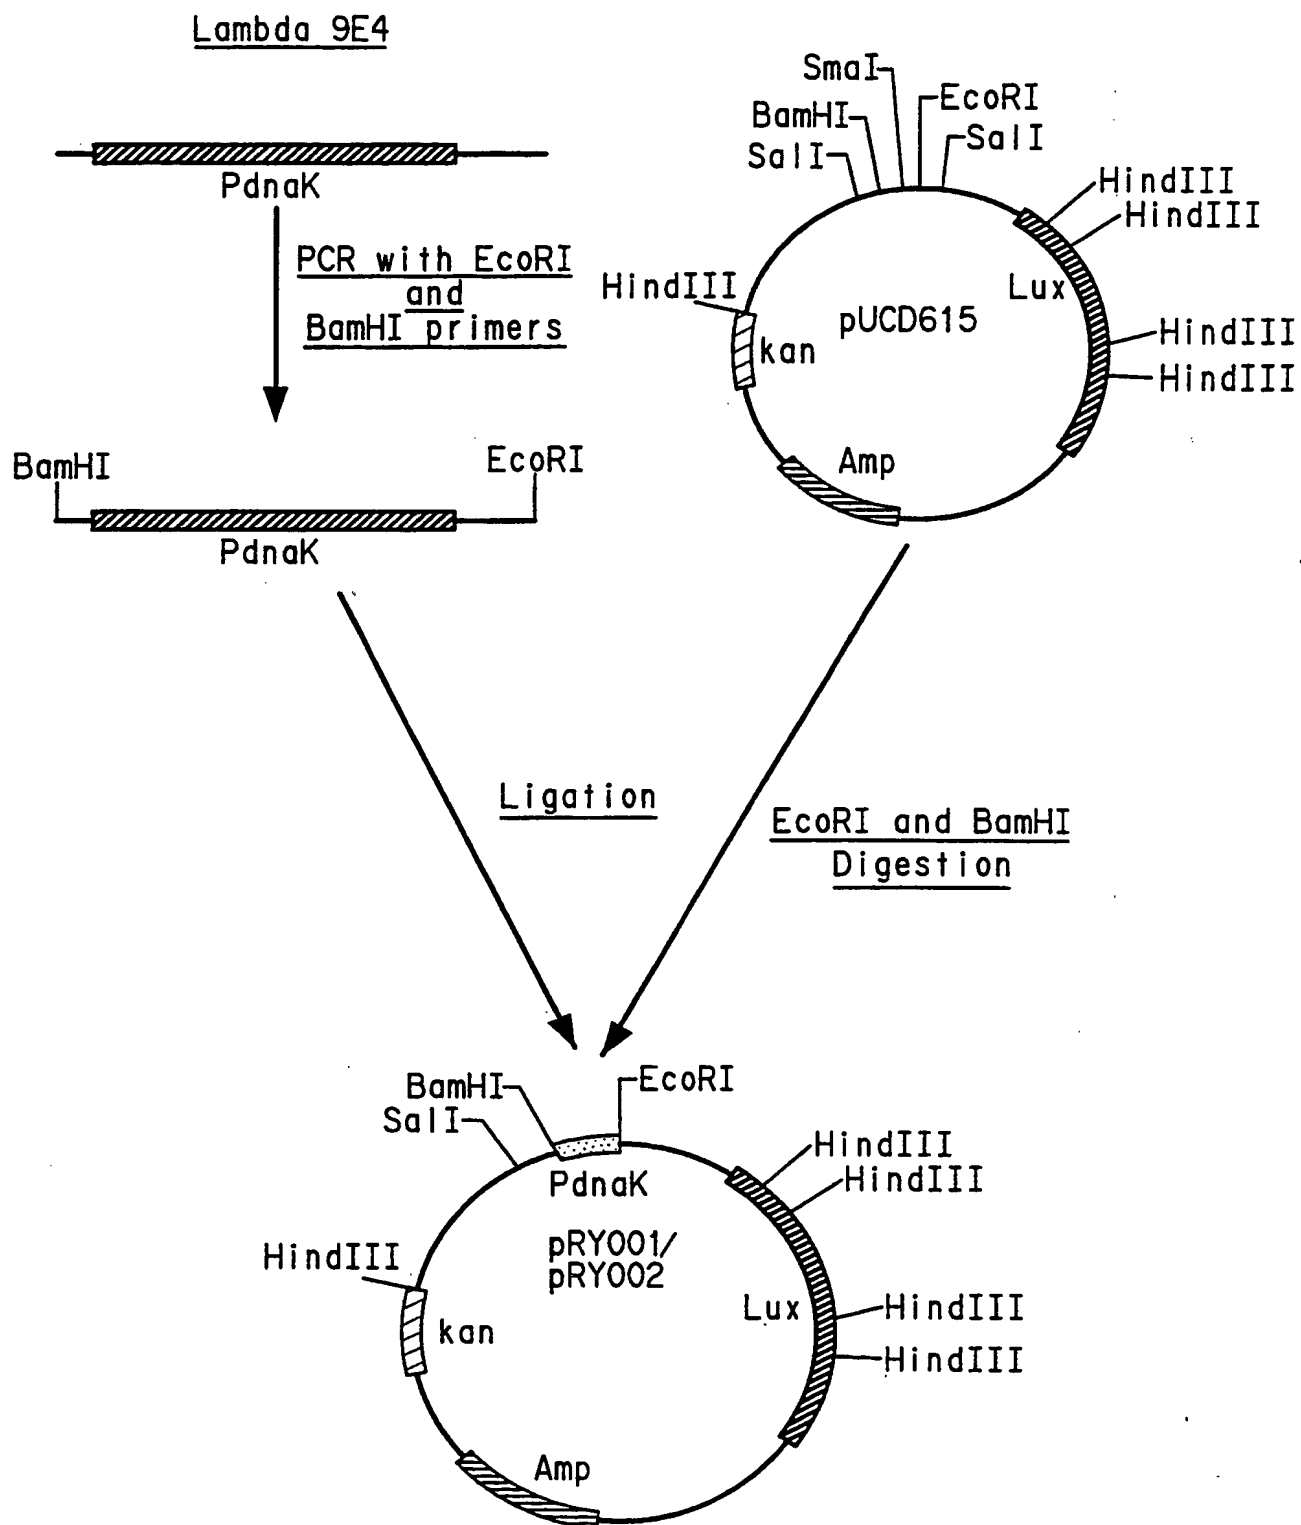 Lambda 9E4
PdnaK
PCR with EcoRI
and
BamHI primers
BamHI
EcoRI
PdnaK
SmaI
EcoRI
BamHI
SalI
SalI
HindIII
HindIII
HindIII
Lux
pUCD615
kan
HindIII
HindIII
Amp
Ligation
EcoRI and BamHI
Digestion
BamHI
EcoRI
SalI
PdnaK
HindIII
HindIII
HindIII
pRY001/
pRY002
Lux
HindIII
kan
HindIII
Amp